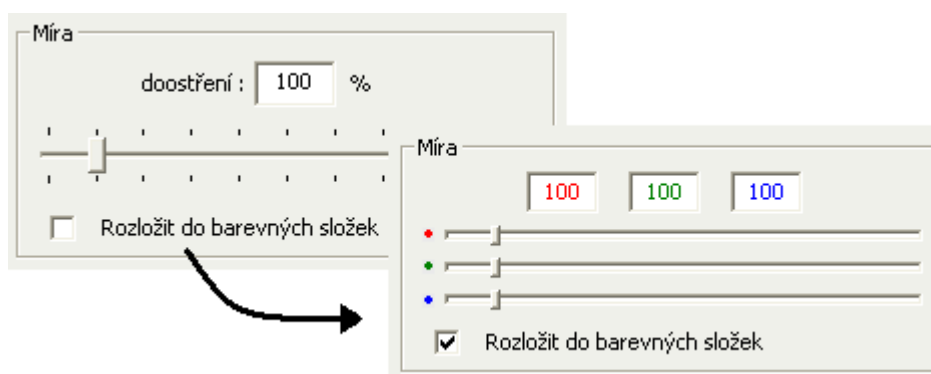 Míra
doostření : 100 %
Rozložit do barevných složek
Míra
100 100 100
Rozložit do barevných složek